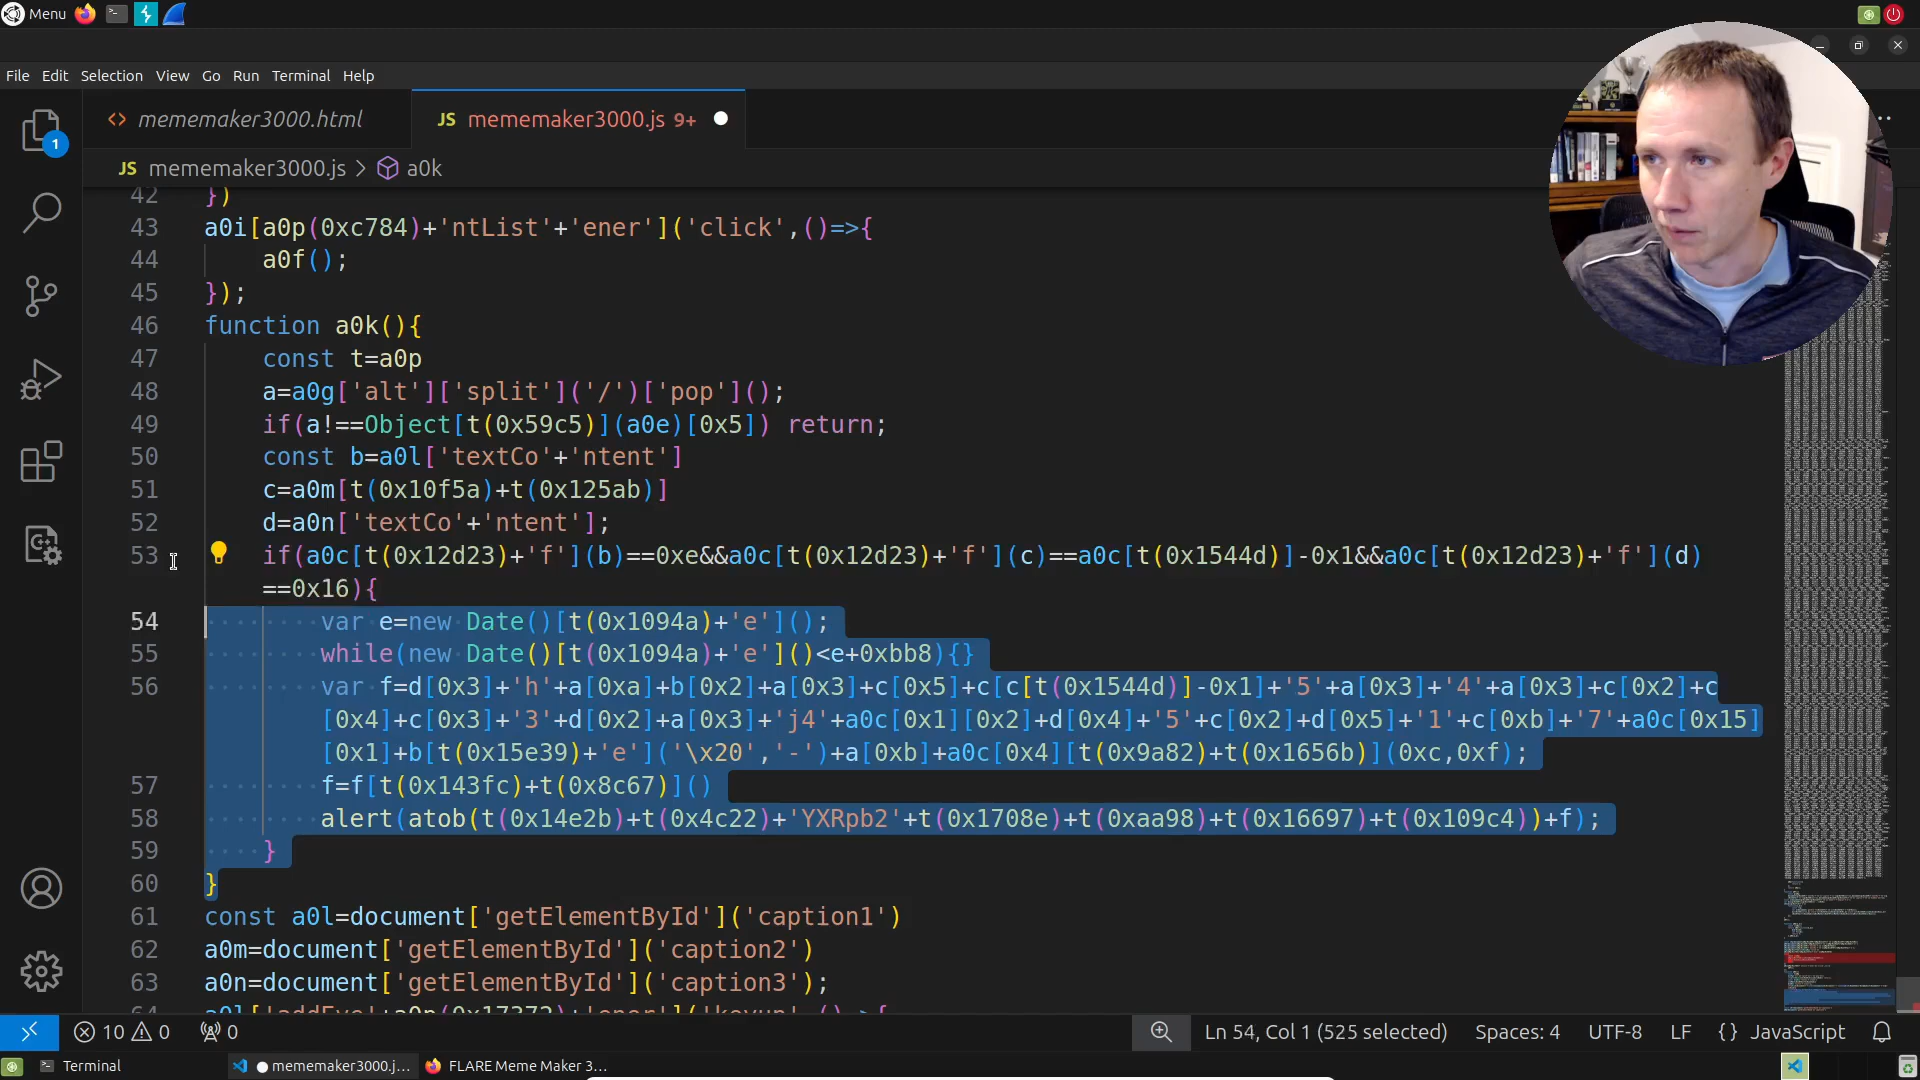 Menu
File Edit Selection View Go Run Terminal Help
<> mememaker3000.html JS mememaker3000.js 9+
JS mememaker3000.js > a0k
1
42 })
43 a0i[a0p(0xc784)+'ntList'+'ener']('click',()=>{
44 a0f();
45 });
46 function a0k(){
47 const t=a0p
48 a=a0g['alt']['split']('/')['pop']();
49 if(a!==Object[t(0x59c5)](a0e)[0x5]) return;
50 const b=a0l['textCo'+'ntent']
51 c=a0m[t(0x10f5a)+t(0x125ab)]
52 d=a0n['textCo'+'ntent'];
53 if(a0c[t(0x12d23)+'f'](b)==0xe&&a0c[t(0x12d23)+'f'](c)==a0c[t(0x1544d)]-0x1&&a0c[t(0x12d23)+'f'](d)
==0x16){
54 var e=new Date()[t(0x1094a)+'e']();
55 while(new Date()[t(0x1094a)+'e']()<e+0xbb8){}
56 var f=d[0x3]+'h'+a[0xa]+b[0x2]+a[0x3]+c[0x5]+c[c[t(0x1544d)]-0x1]+'5'+a[0x3]+'4'+a[0x3]+c[0x2]+c
[0x4]+c[0x3]+'3'+d[0x2]+a[0x3]+'j4'+a0c[0x1][0x2]+d[0x4]+'5'+c[0x2]+d[0x5]+'1'+c[0xb]+'7'+a0c[0x15]
[0x1]+b[t(0x15e39)+'e']('\x20','-')+a[0xb]+a0c[0x4][t(0x9a82)+t(0x1656b)](0xc,0xf);
57 f=f[t(0x143fc)+t(0x8c67)]()
58 alert(atob(t(0x14e2b)+t(0x4c22)+'YXRpb2'+t(0x1708e)+t(0xaa98)+t(0x16697)+t(0x109c4))+f);
59 }
60 }
61 const a0l=document['getElementById']('caption1')
62 a0m=document['getElementById']('caption2')
63 a0n=document['getElementById']('caption3');
64 a0l['addEve'+a0p(0x17372)+'ener']('keyup',()=>{
10 0 0 Ln 54, Col 1 (525 selected) Spaces: 4 UTF-8 LF {} JavaScript
Terminal mememaker3000.j... FLARE Meme Maker 3...